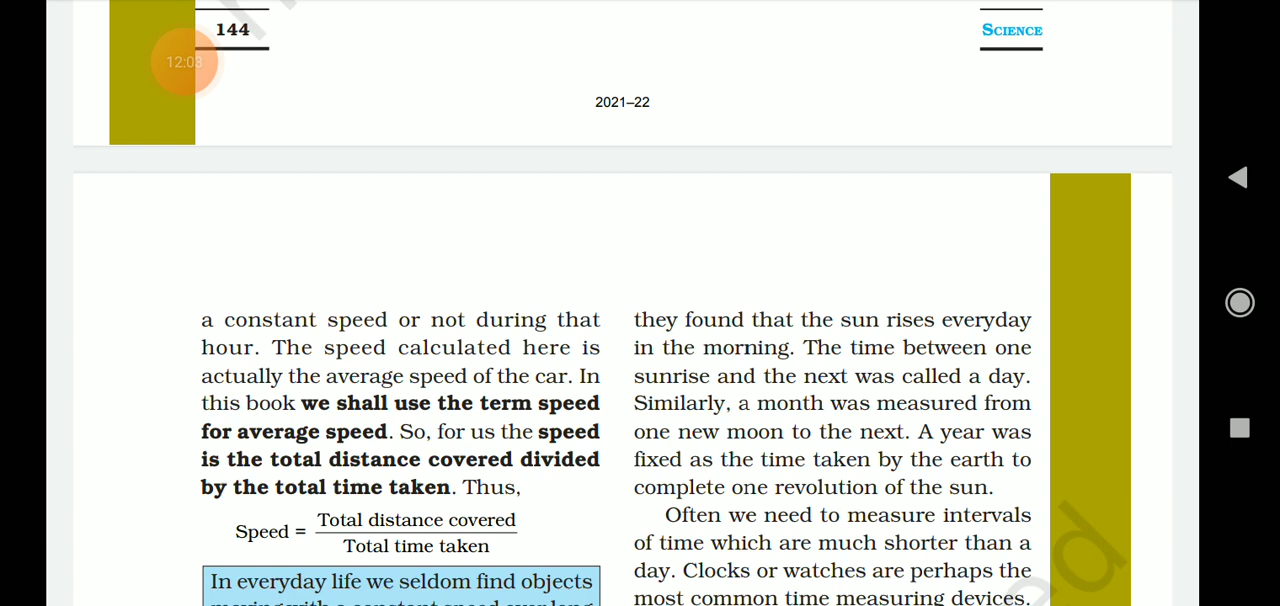 144
SCIENCE
12:03
2021–22
a constant speed or not during that
hour. The speed calculated here is
actually the average speed of the car. In
this book we shall use the term speed
for average speed. So, for us the speed
is the total distance covered divided
by the total time taken. Thus,
Speed = Total distance covered
Total time taken
In everyday life we seldom find objects
they found that the sun rises everyday
in the morning. The time between one
sunrise and the next was called a day.
Similarly, a month was measured from
one new moon to the next. A year was
fixed as the time taken by the earth to
complete one revolution of the sun.
Often we need to measure intervals
of time which are much shorter than a
day. Clocks or watches are perhaps the
most common time measuring devices.